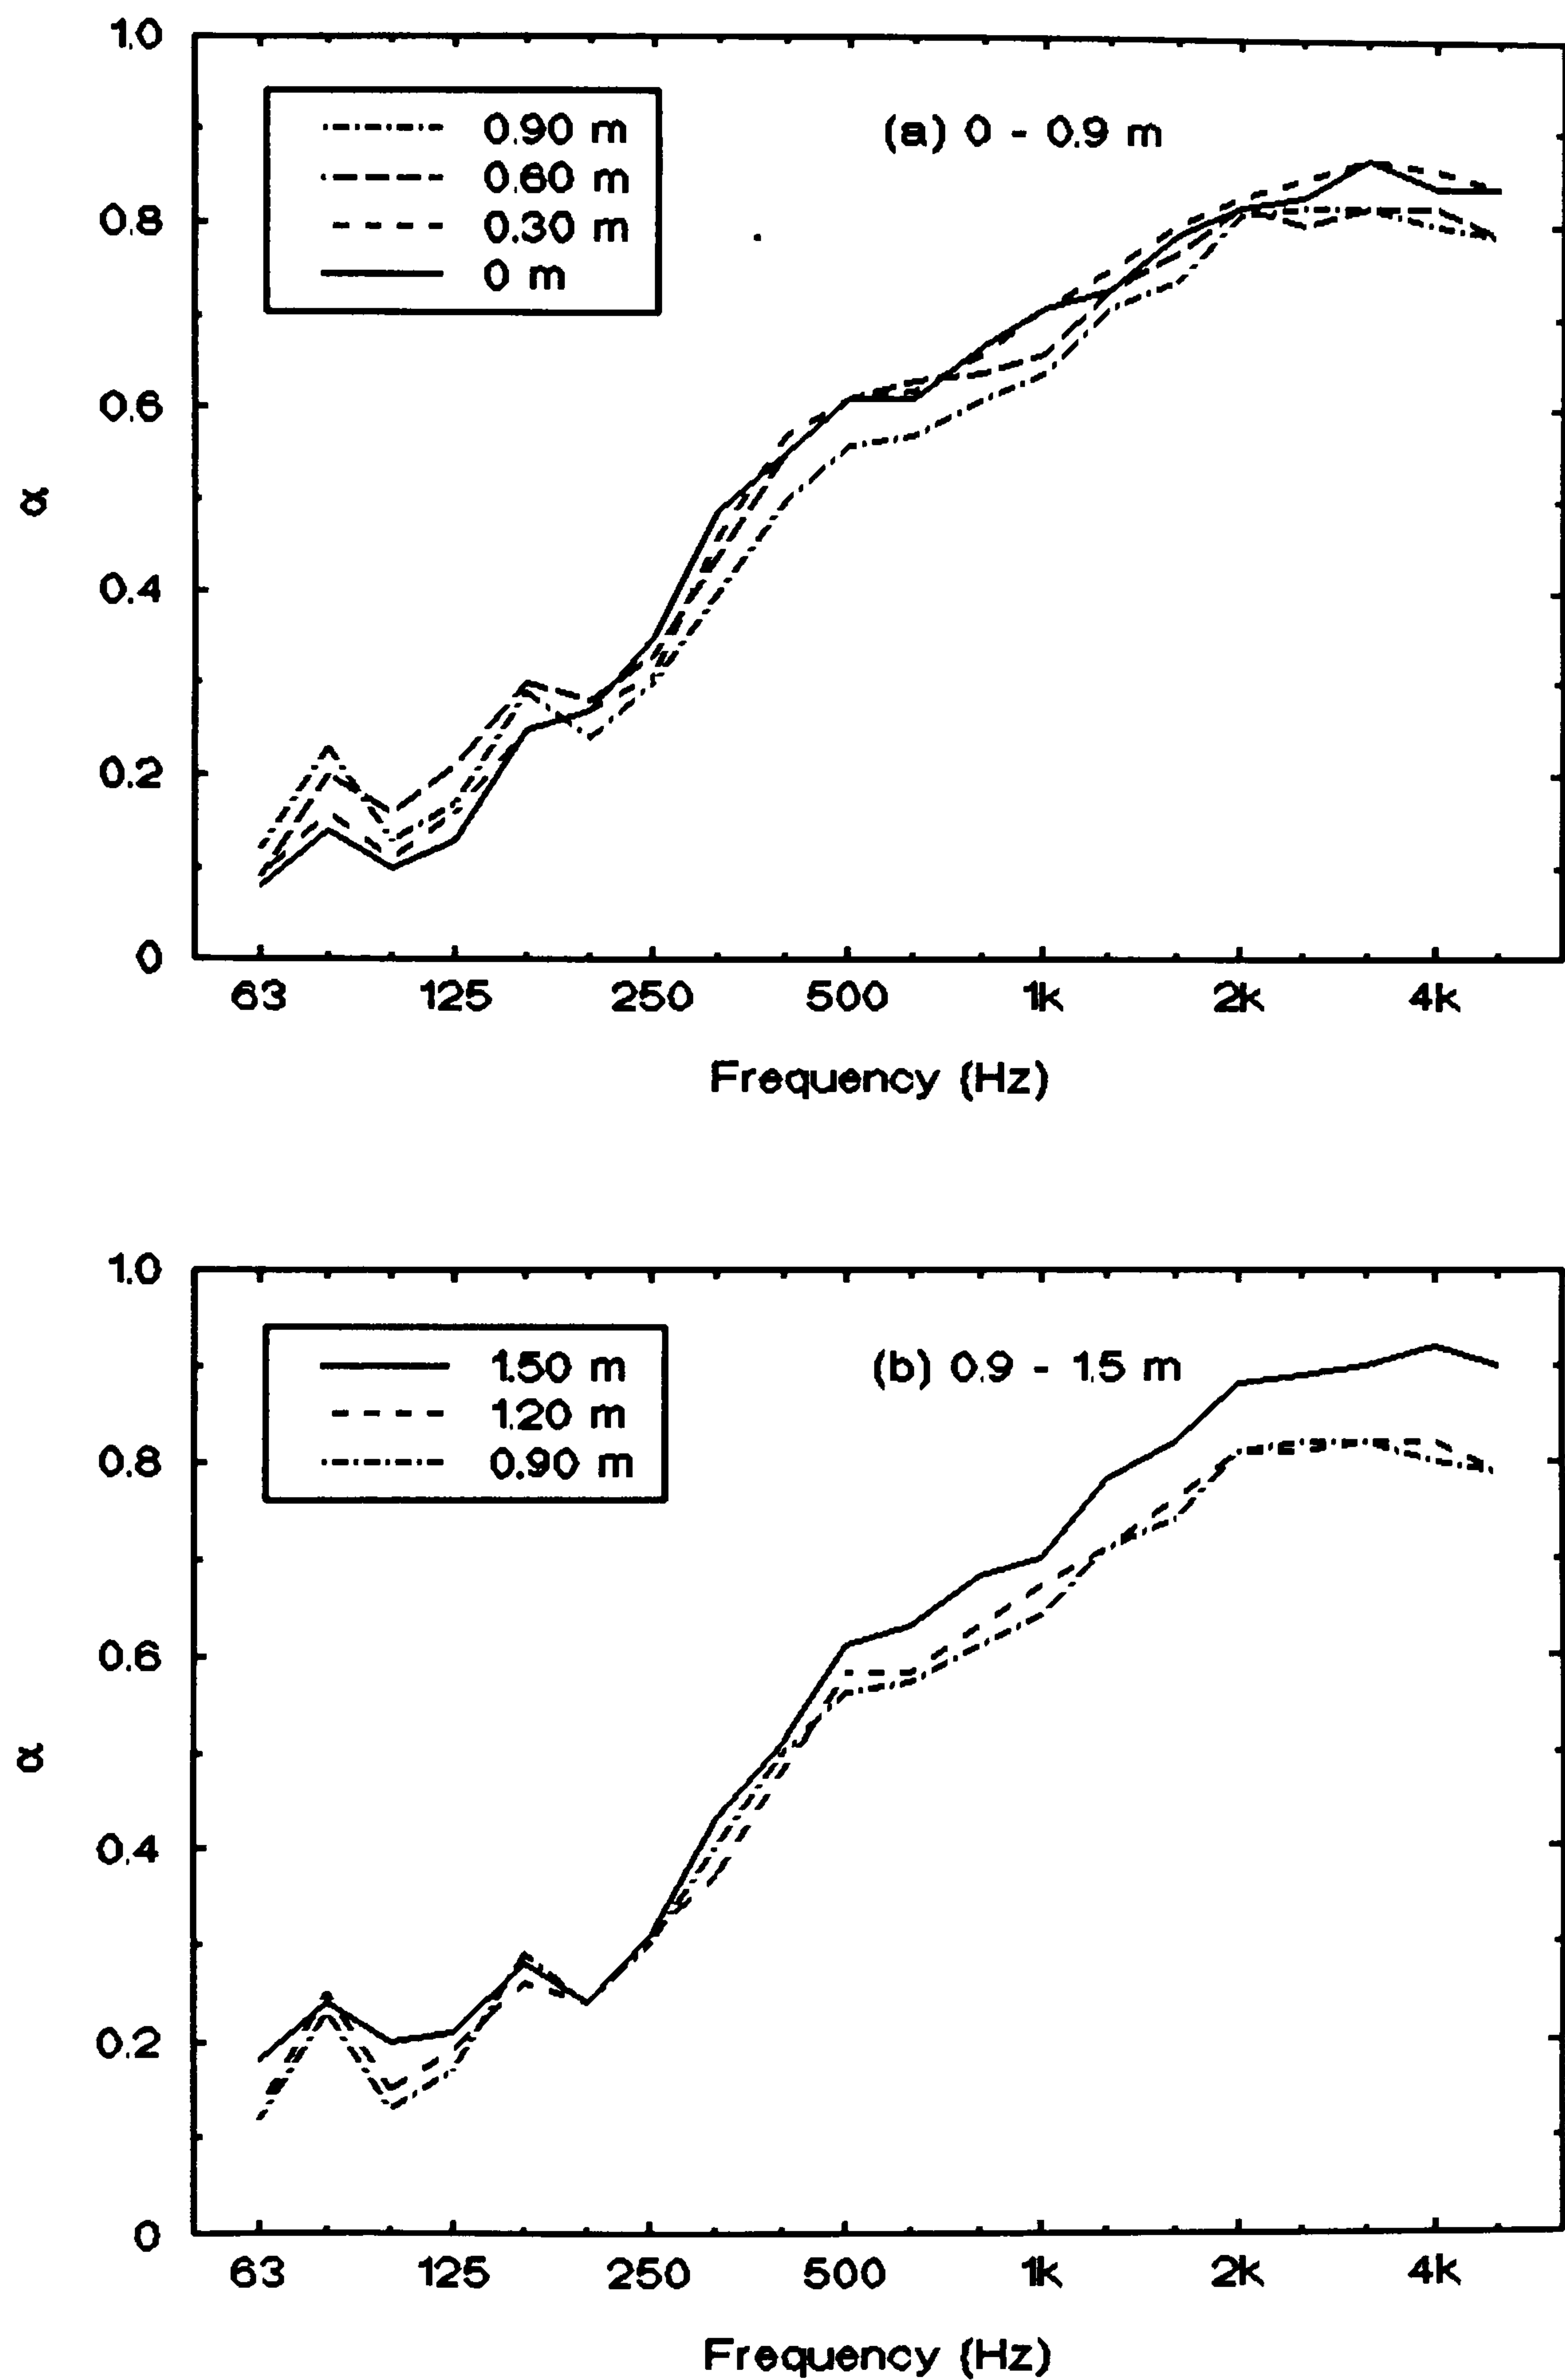 1.0
0.90 m
0.60 m
0.30 m
0 m
(a) 0 - 0.9 m
0.8
0.6
α
0.4
0.2
0
63 125 250 500 1k 2k 4k
Frequency (Hz)
1.0
1.50 m
1.20 m
0.90 m
(b) 0.9 - 1.5 m
0.8
0.6
α
0.4
0.2
0
63 125 250 500 1k 2k 4k
Frequency (Hz)